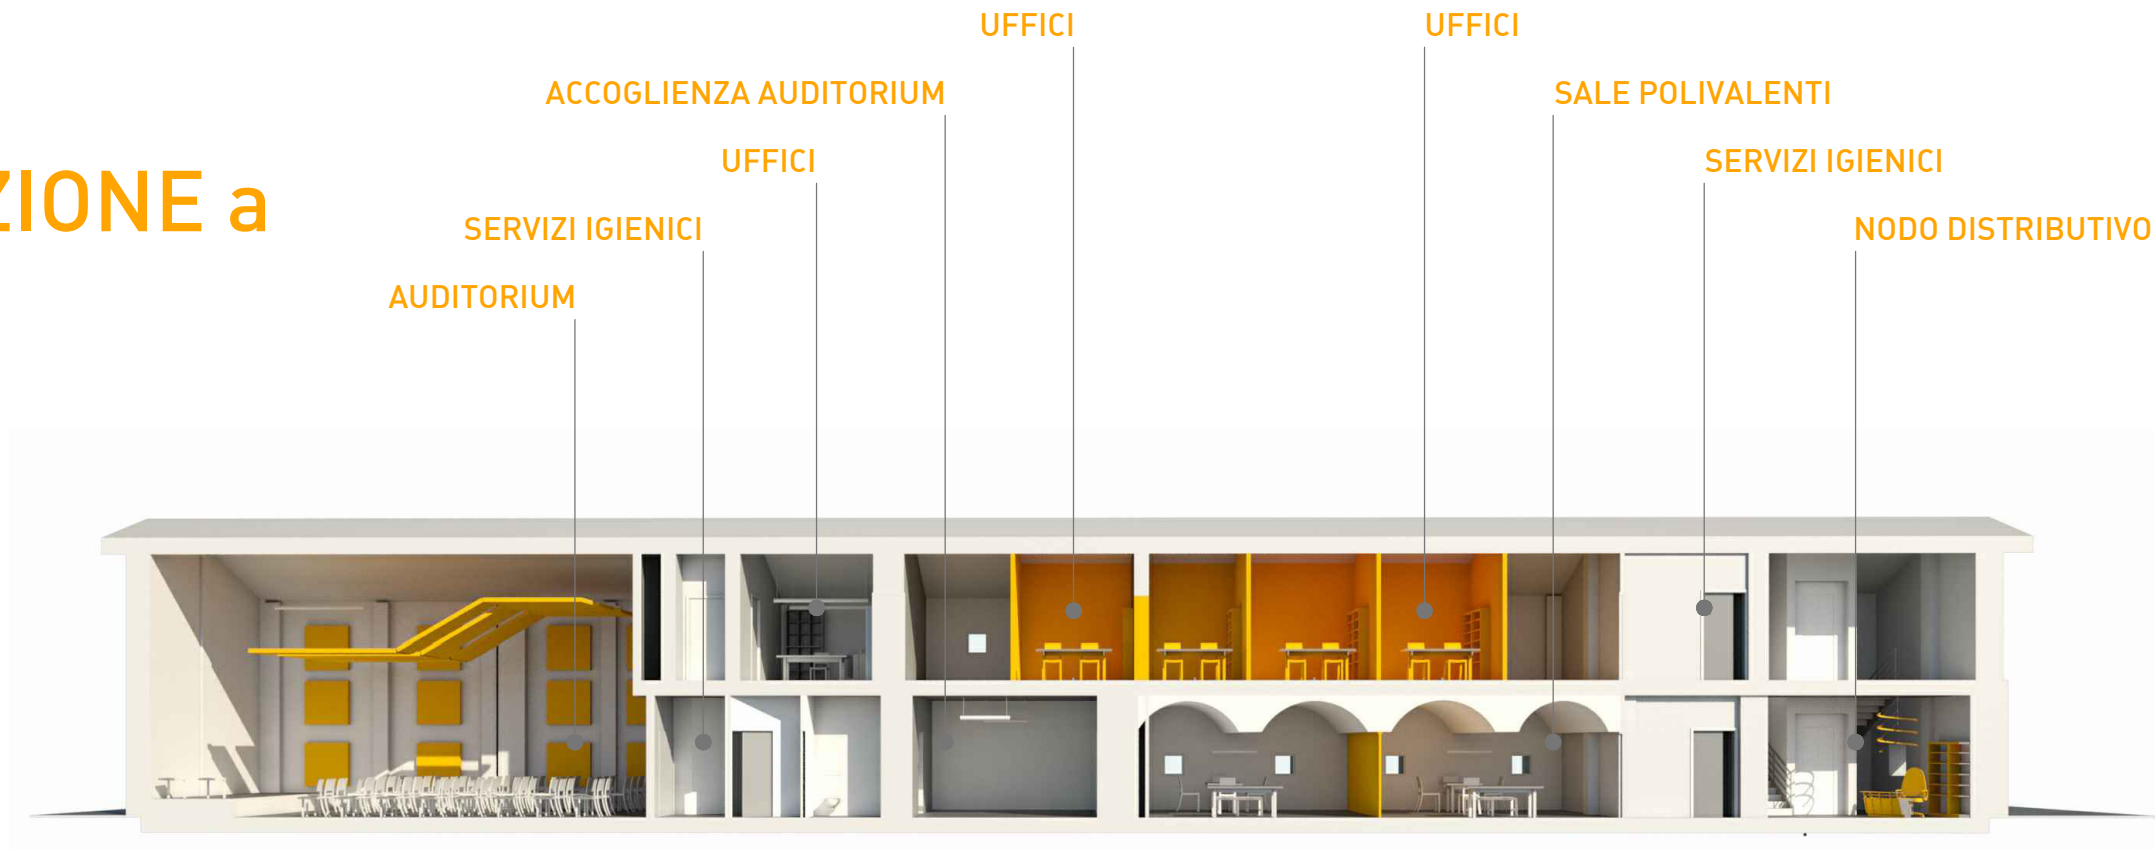 UFFICI
UFFICI
ACCOGLIENZA AUDITORIUM
SALE POLIVALENTI
UFFICI
SERVIZI IGIENICI
ZIONE a
SERVIZI IGIENICI
NODO DISTRIBUTIVO
AUDITORIUM